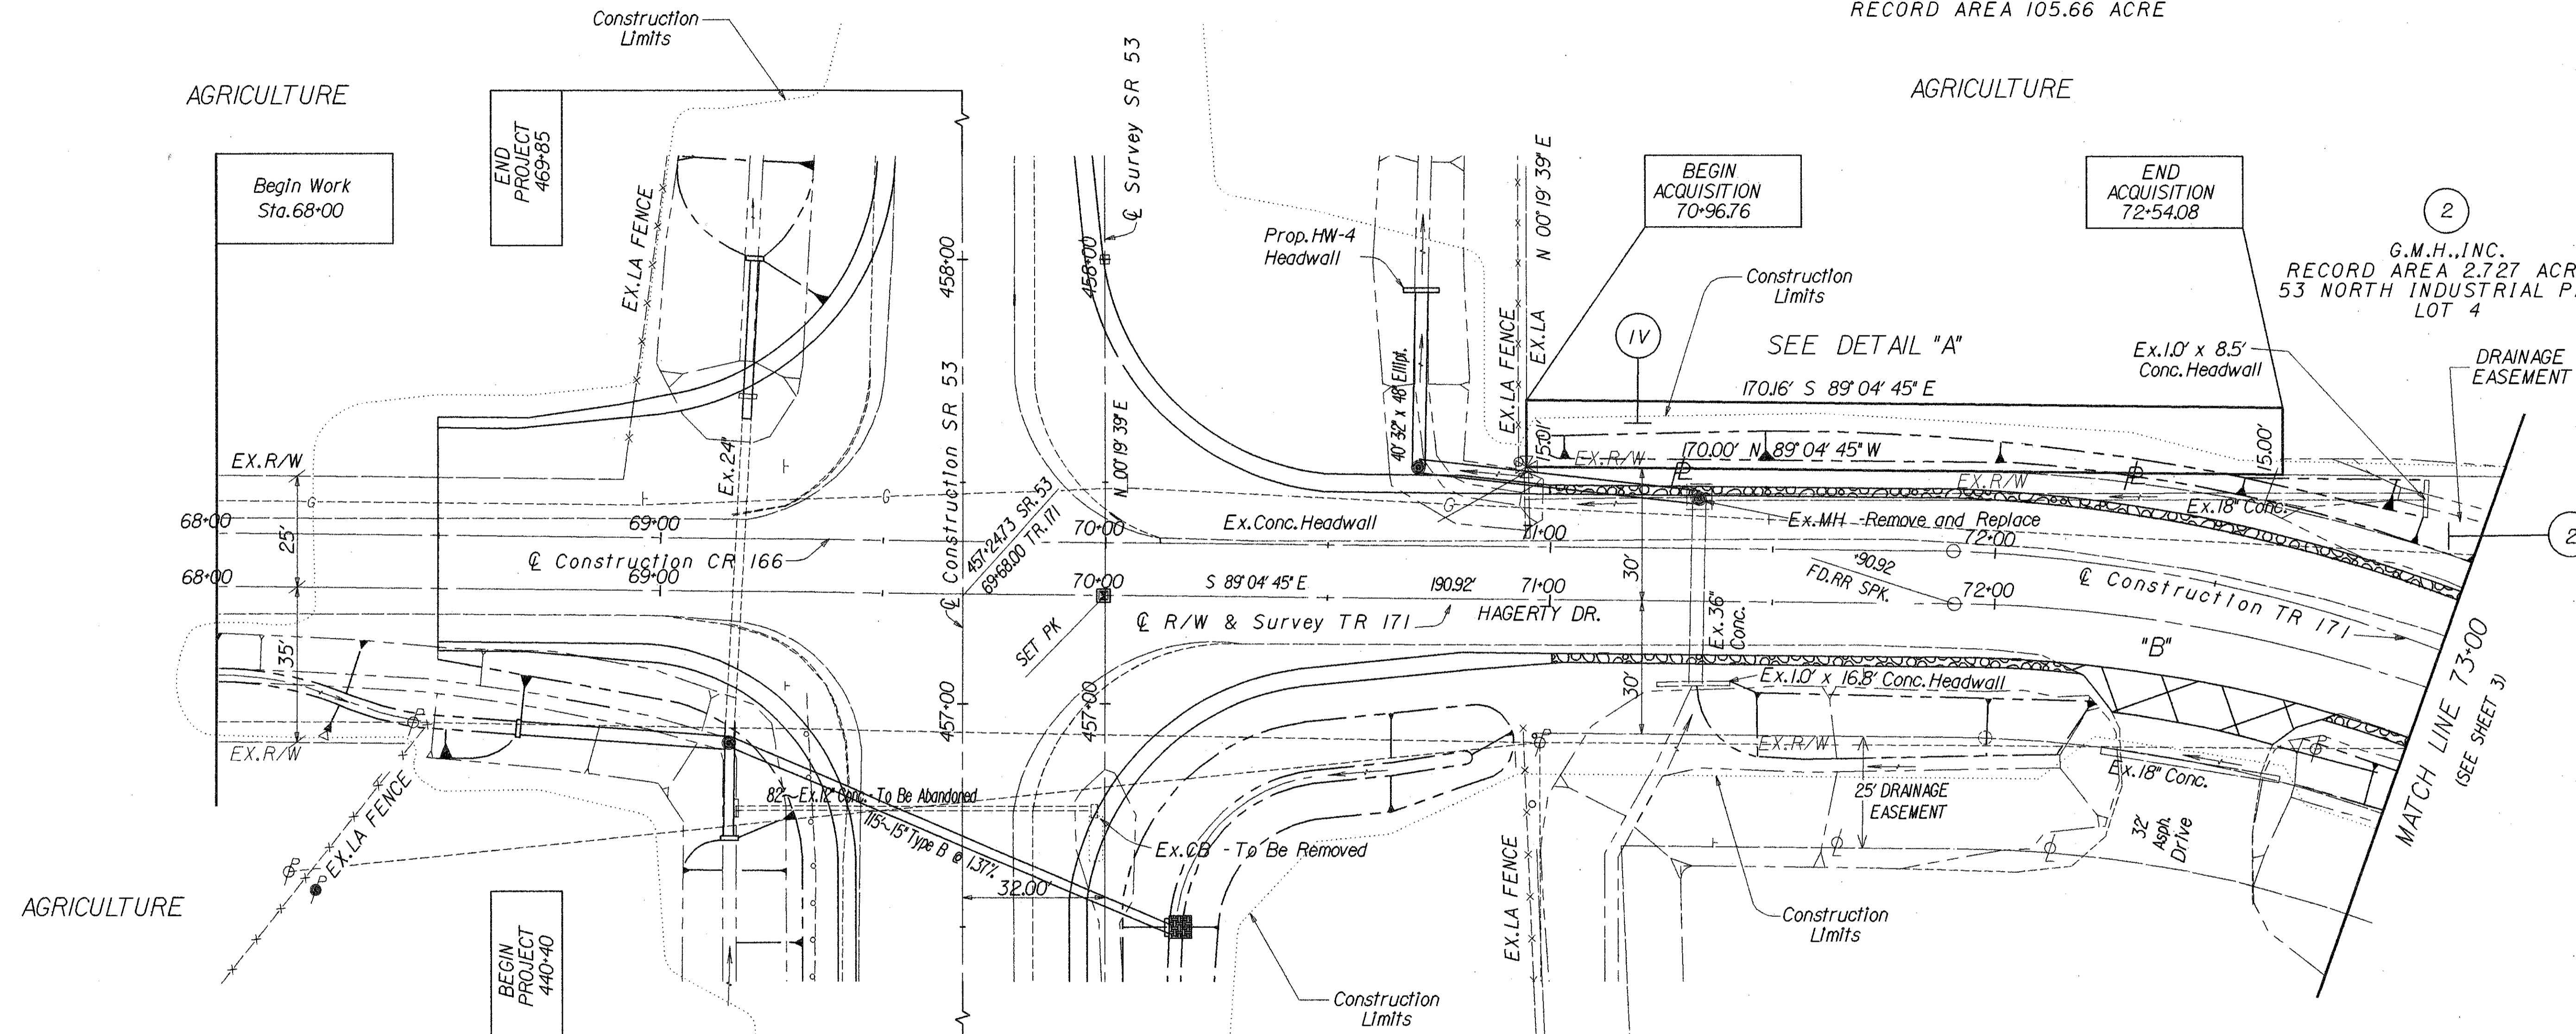 RECORD AREA 105.66 ACRE
Construction
Limits
AGRICULTURE
AGRICULTURE
℄ Survey SR 53
END
PROJECT
469+85
Begin Work
Sta.68+00
EX.LA FENCE
458+00
458+00
Prop.HW-4
Headwall
N 00° 19' 39" E
EX.LA FENCE
EX.LA
BEGIN
ACQUISITION
70+96.76
END
ACQUISITION
72+54.08
2
G.M.H.,INC.
RECORD AREA 2.727 ACR
53 NORTH INDUSTRIAL P
LOT 4
Construction
Limits
IV
SEE DETAIL "A"
Ex.1.0' x 8.5'
Conc.Headwall
DRAINAGE
EASEMENT
170.16' S 89° 04' 45" E
40' 32" x 48" Ellipt.
15.01'
EX.R/W
170.00' N 89° 04' 45" W
15.00'
EX.R/W
Ex.18" Conc.
EX.R/W
Ex.24"
℄ Construction SR 53
N 00° 19' 39" E
457+24.73 SR.53
69+68.00 TR.171
G
G
68+00
69+00
70+00
Ex.Conc.Headwall
71+00
Ex.MH -Remove and Replace
72+00
25'
℄ Construction CR 166
68+00
69+00
70+00
S 89° 04' 45" E
190.92'
71+00
30'
+90.92
FD.RR SPK.
72+00
℄ Construction TR 171
2
SET PK
℄ R/W & Survey TR 171
HAGERTY DR.
Ex.36"
Conc.
"B"
35'
30'
Ex.1.0' x 16.8' Conc.Headwall
457+00
457+00
EX.R/W
EX.R/W
MATCH LINE 73+00
(SEE SHEET 3)
EX.LA FENCE
82'~Ex.12" Conc.-To Be Abandoned
115'~15" Type B @ 1.37%
Ex.CB - To Be Removed
32.00'
25' DRAINAGE
EASEMENT
Ex.18" Conc.
32'
Asph.
Drive
EX.LA FENCE
AGRICULTURE
BEGIN
PROJECT
440+40
Construction
Limits
Construction
Limits